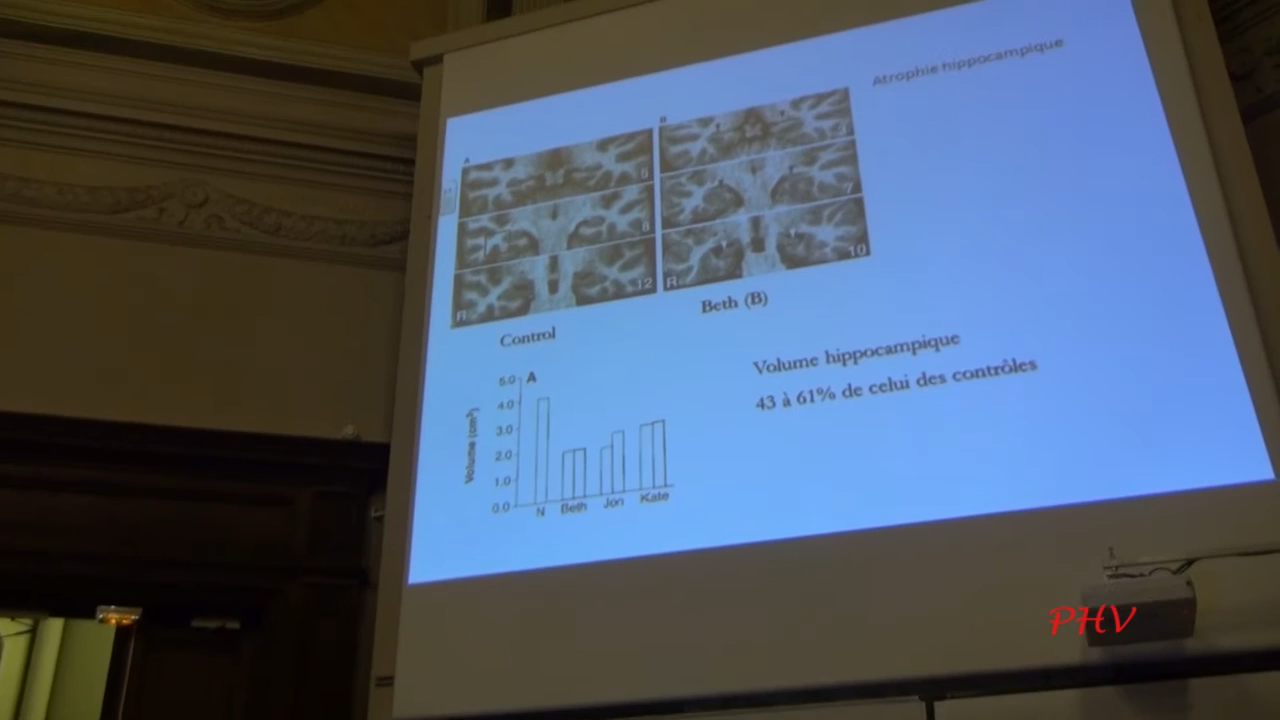 Atrophie hippocampique
A
B
6
8
12
R
7
10
R
Control
Beth (B)
Volume hippocampique
43 à 61% de celui des contrôles
A
Volume (cm³)
5.0
4.0
3.0
2.0
1.0
0.0
N Beth Jon Kate
PHV